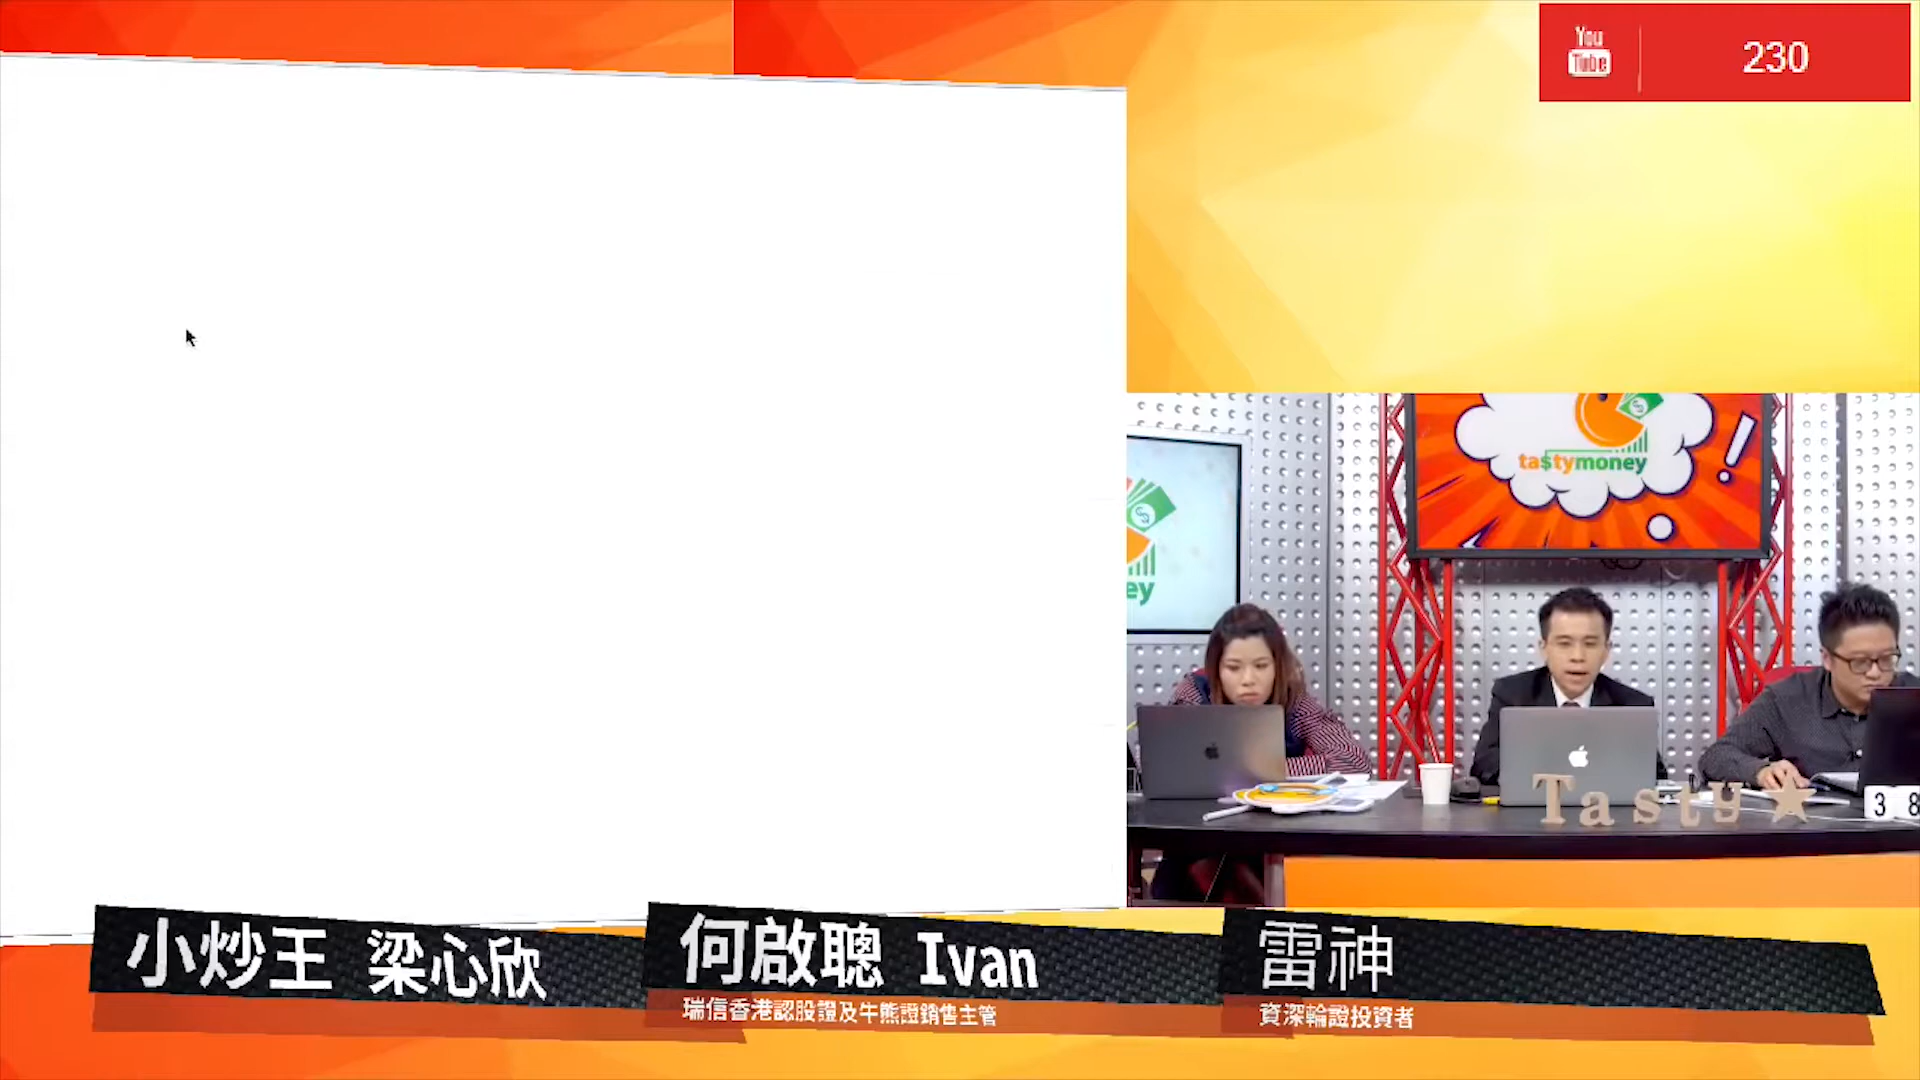 You
Tube
230
ta$tymoney
ey
Tasty
3 8
小炒王 梁心欣
何啟聰 Ivan
雷神
瑞信香港認股證及牛熊證銷售主管
資深輪證投資者